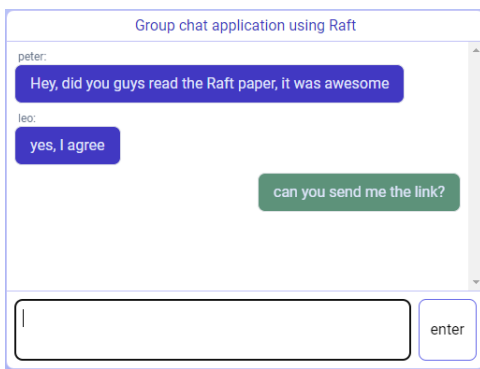 Group chat application using Raft
peter:
Hey, did you guys read the Raft paper, it was awesome
leo:
yes, I agree
can you send me the link?
enter